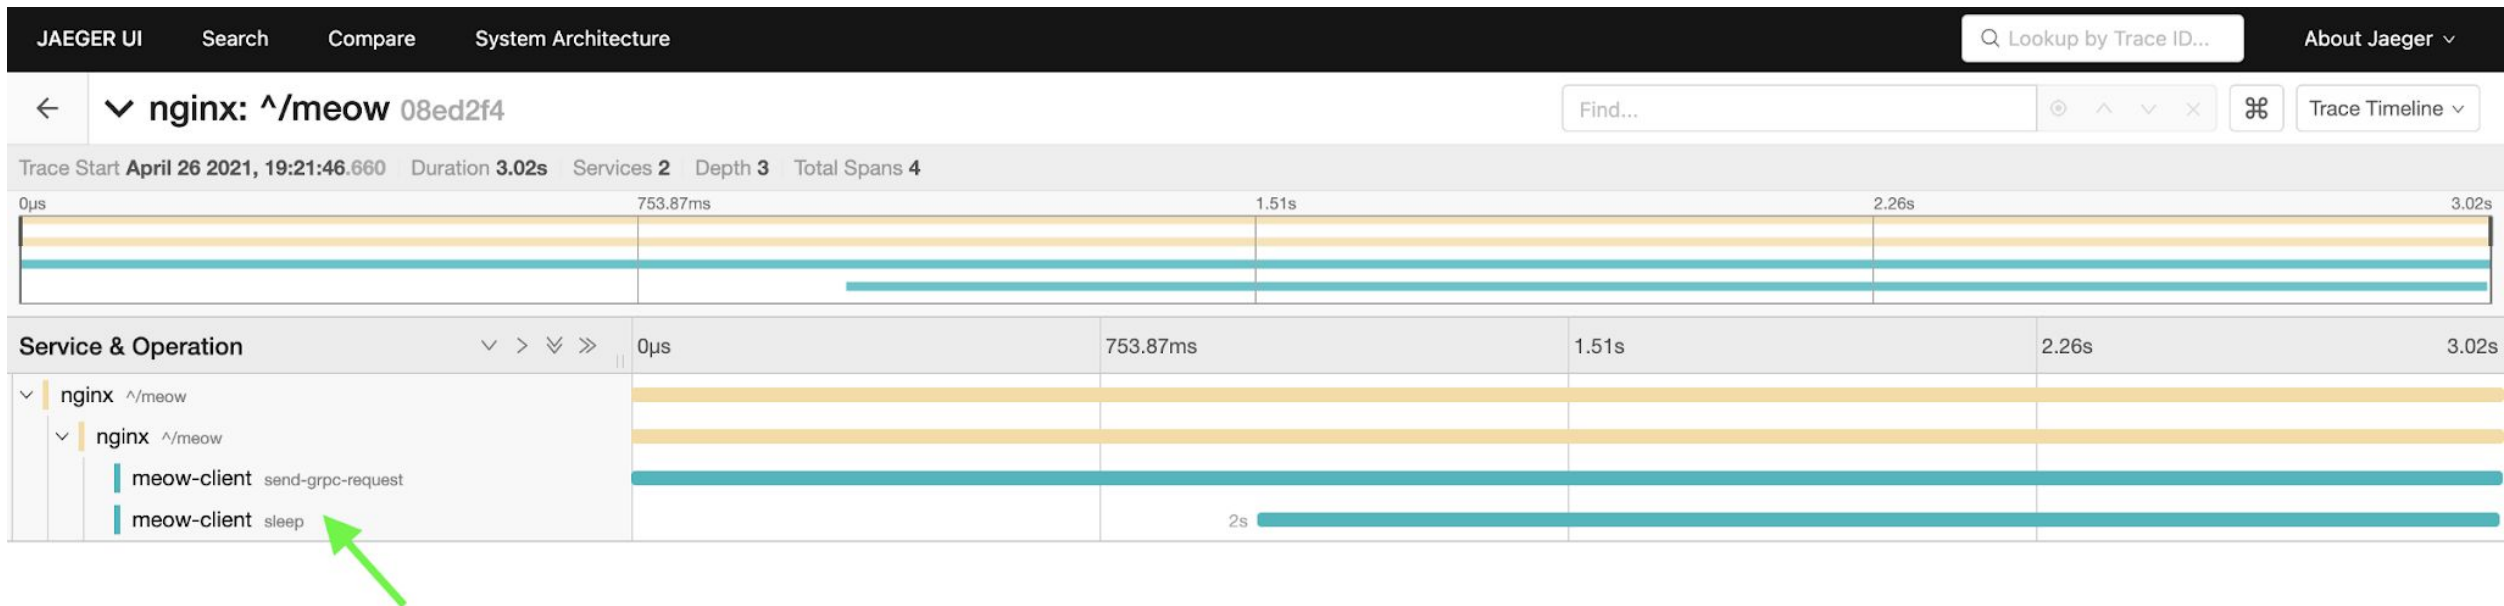 JAEGER UI Search Compare System Architecture Lookup by Trace ID... About Jaeger
nginx: ^/meow 08ed2f4 Find... ⌘ Trace Timeline
Trace Start April 26 2021, 19:21:46.660 Duration 3.02s Services 2 Depth 3 Total Spans 4
0μs 753.87ms 1.51s 2.26s 3.02s
Service & Operation 0μs 753.87ms 1.51s 2.26s 3.02s
nginx ^/meow
nginx ^/meow
meow-client send-grpc-request
meow-client sleep 2s